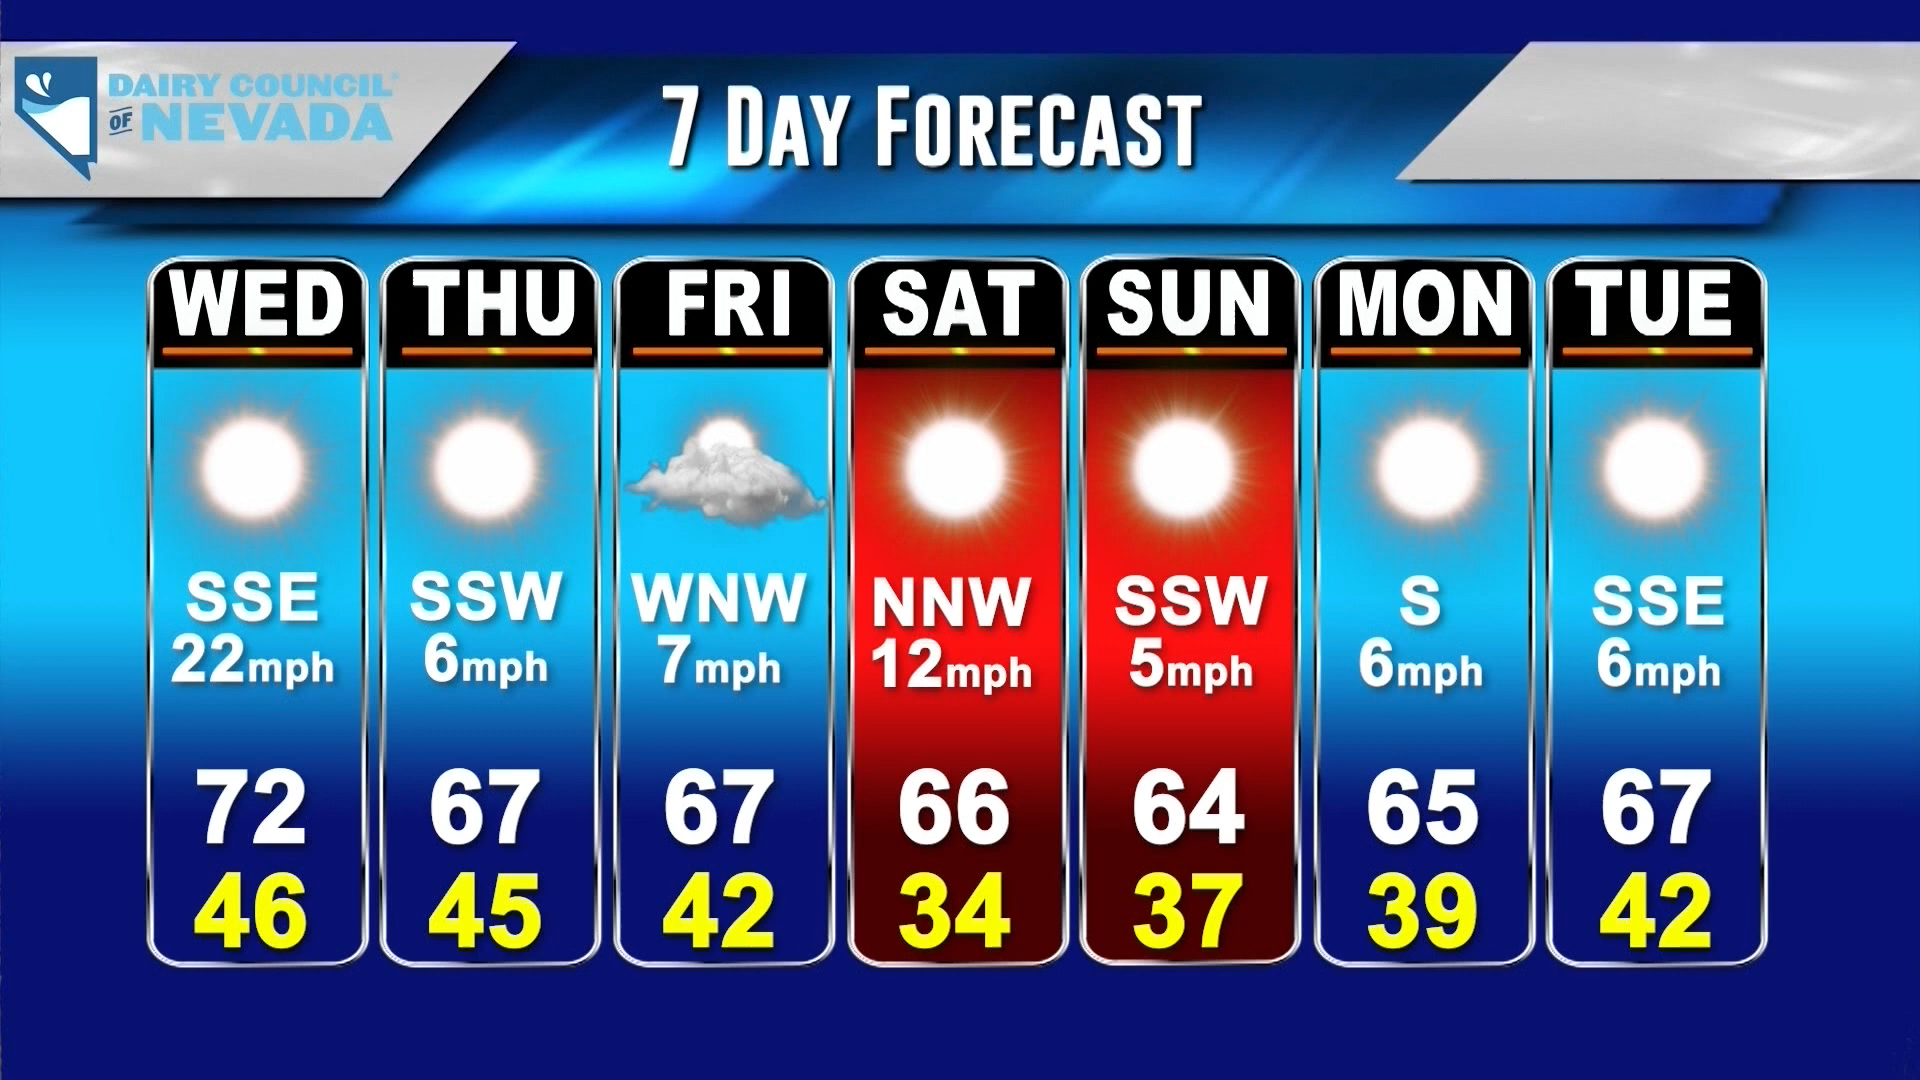 DAIRY COUNCIL®
OF NEVADA
7 DAY FORECAST
WED
SSE
22mph
72
46
THU
SSW
6mph
67
45
FRI
WNW
7mph
67
42
SAT
NNW
12mph
66
34
SUN
SSW
5mph
64
37
MON
S
6mph
65
39
TUE
SSE
6mph
67
42